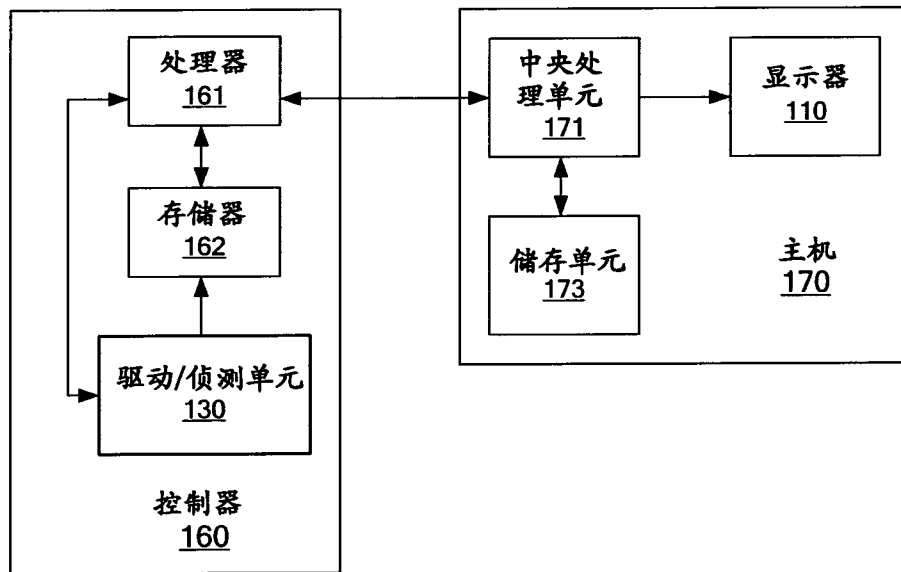 处理器
161
存储器
162
驱动/侦测单元
130
控制器
160
中央处
理单元
171
显示器
110
储存单元
173
主机
170